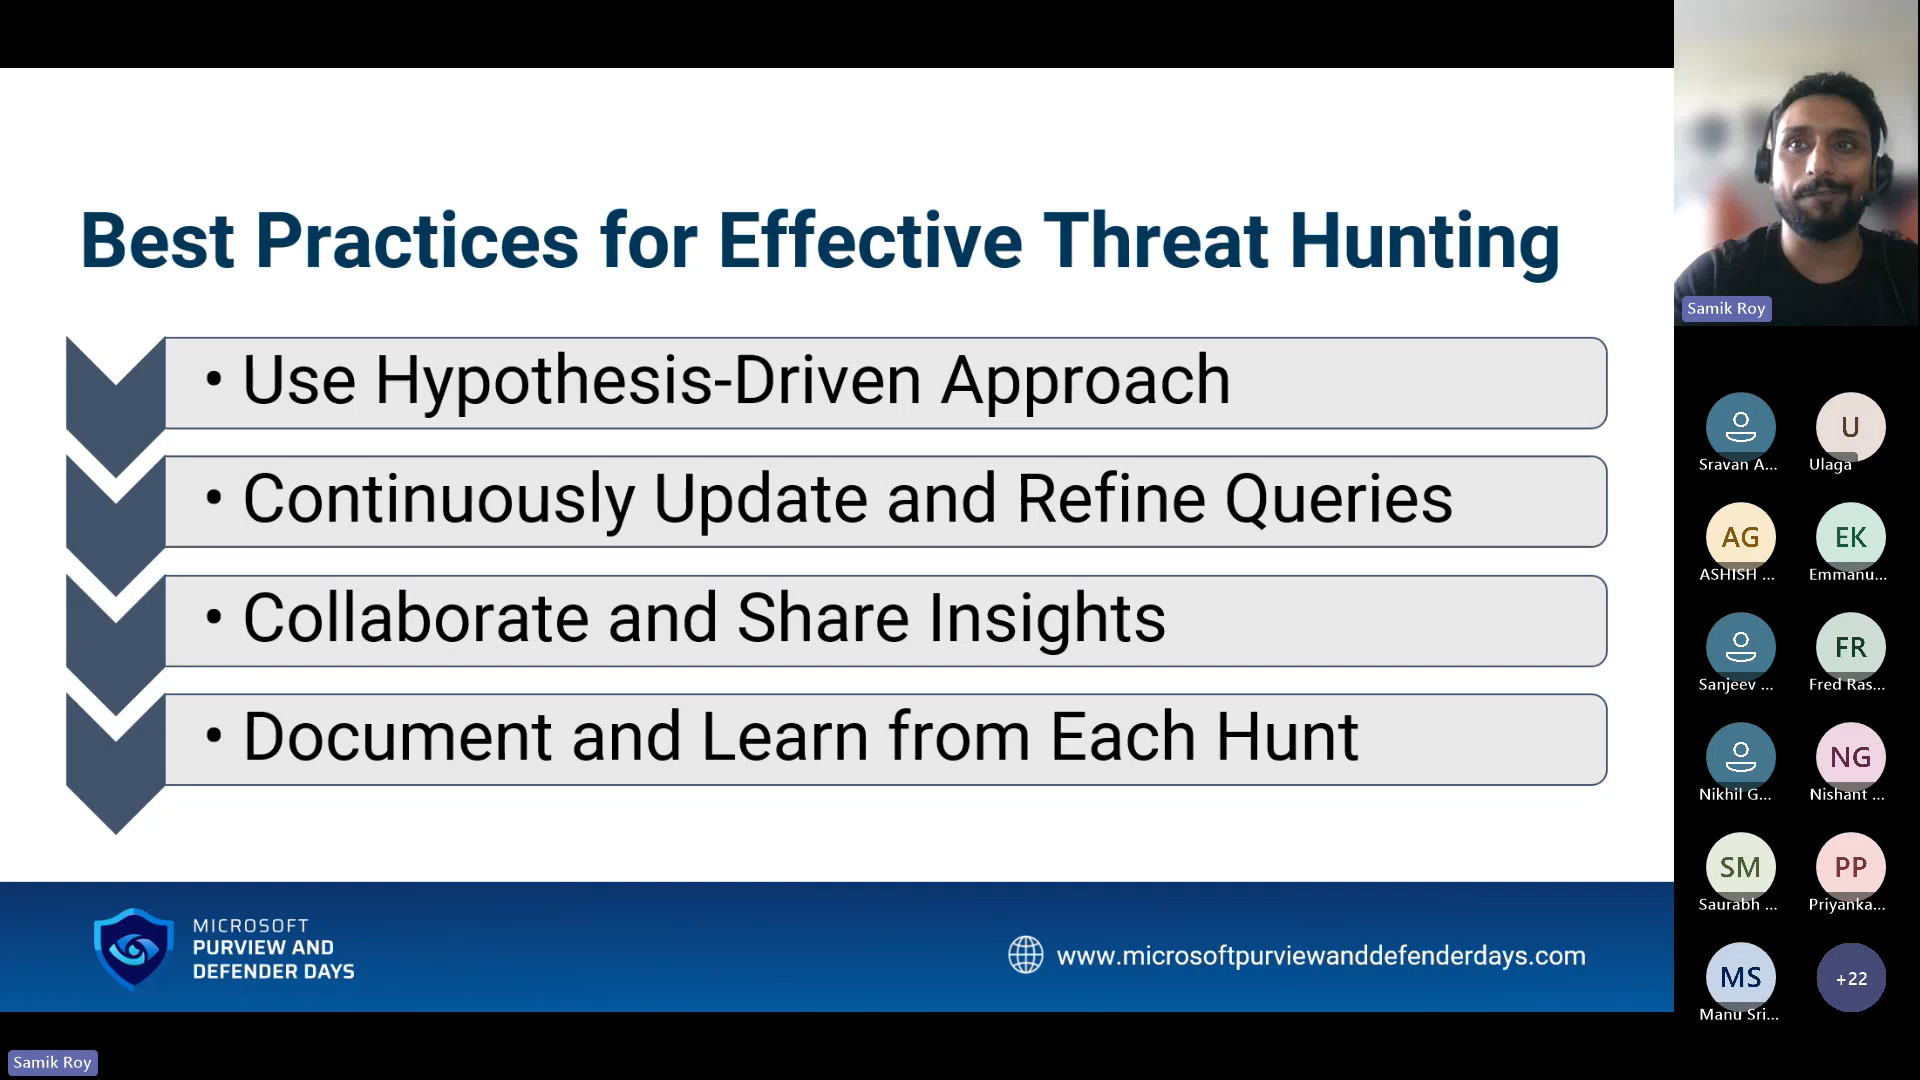 Best Practices for Effective Threat Hunting
• Use Hypothesis-Driven Approach
• Continuously Update and Refine Queries
• Collaborate and Share Insights
• Document and Learn from Each Hunt
MICROSOFT
PURVIEW AND
DEFENDER DAYS
www.microsoftpurviewanddefenderdays.com
Samik Roy
Samik Roy
Sravan A...
U
Ulaga
AG
ASHISH ...
EK
Emmanu...
Sanjeev ...
FR
Fred Ras...
Nikhil G...
NG
Nishant ...
SM
Saurabh ...
PP
Priyanka...
MS
Manu Sri...
+22